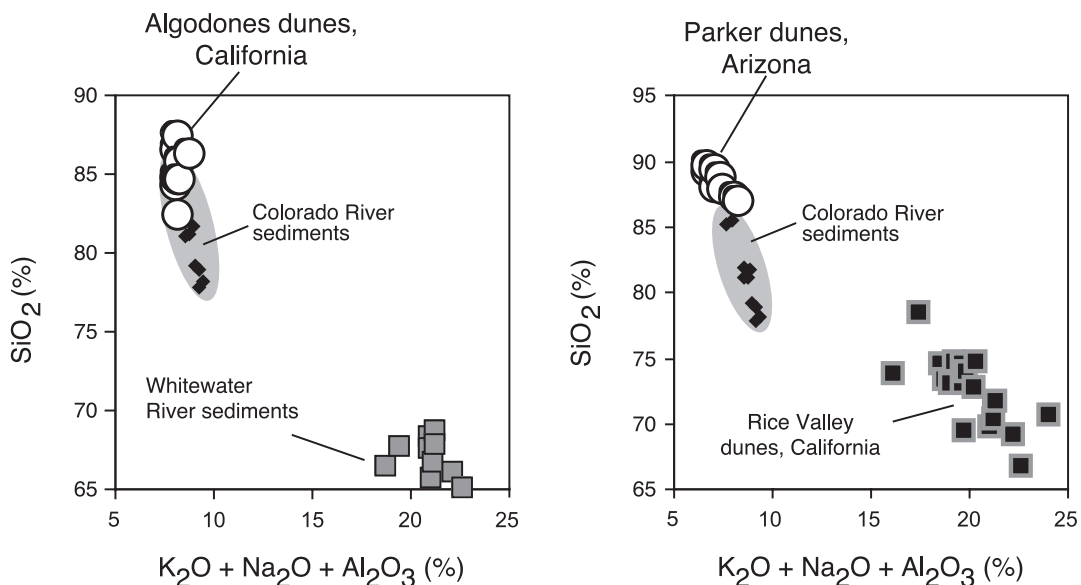 Algodones dunes,
California
90
85
80
75
70
65
SiO2 (%)
Colorado River
sediments
Whitewater
River sediments
5
10
15
20
25
K2O + Na2O + Al2O3 (%)
Parker dunes,
Arizona
95
90
85
80
75
70
65
SiO2 (%)
Colorado River
sediments
Rice Valley
dunes, California
5
10
15
20
25
K2O + Na2O + Al2O3 (%)